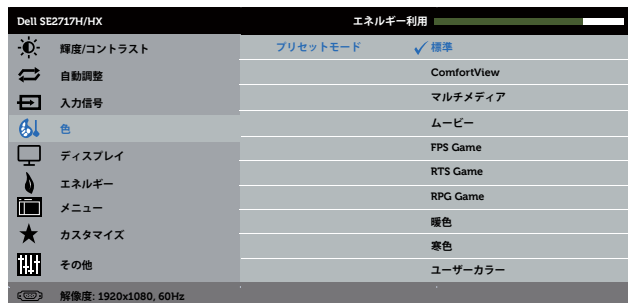 Dell SE2717H/HX エネルギー利用
輝度/コントラスト プリセットモード 標準
自動調整 ComfortView
入力信号 マルチメディア
色 ムービー
ディスプレイ FPS Game
エネルギー RTS Game
メニュー RPG Game
カスタマイズ 暖色
寒色
その他 ユーザーカラー
解像度: 1920x1080, 60Hz